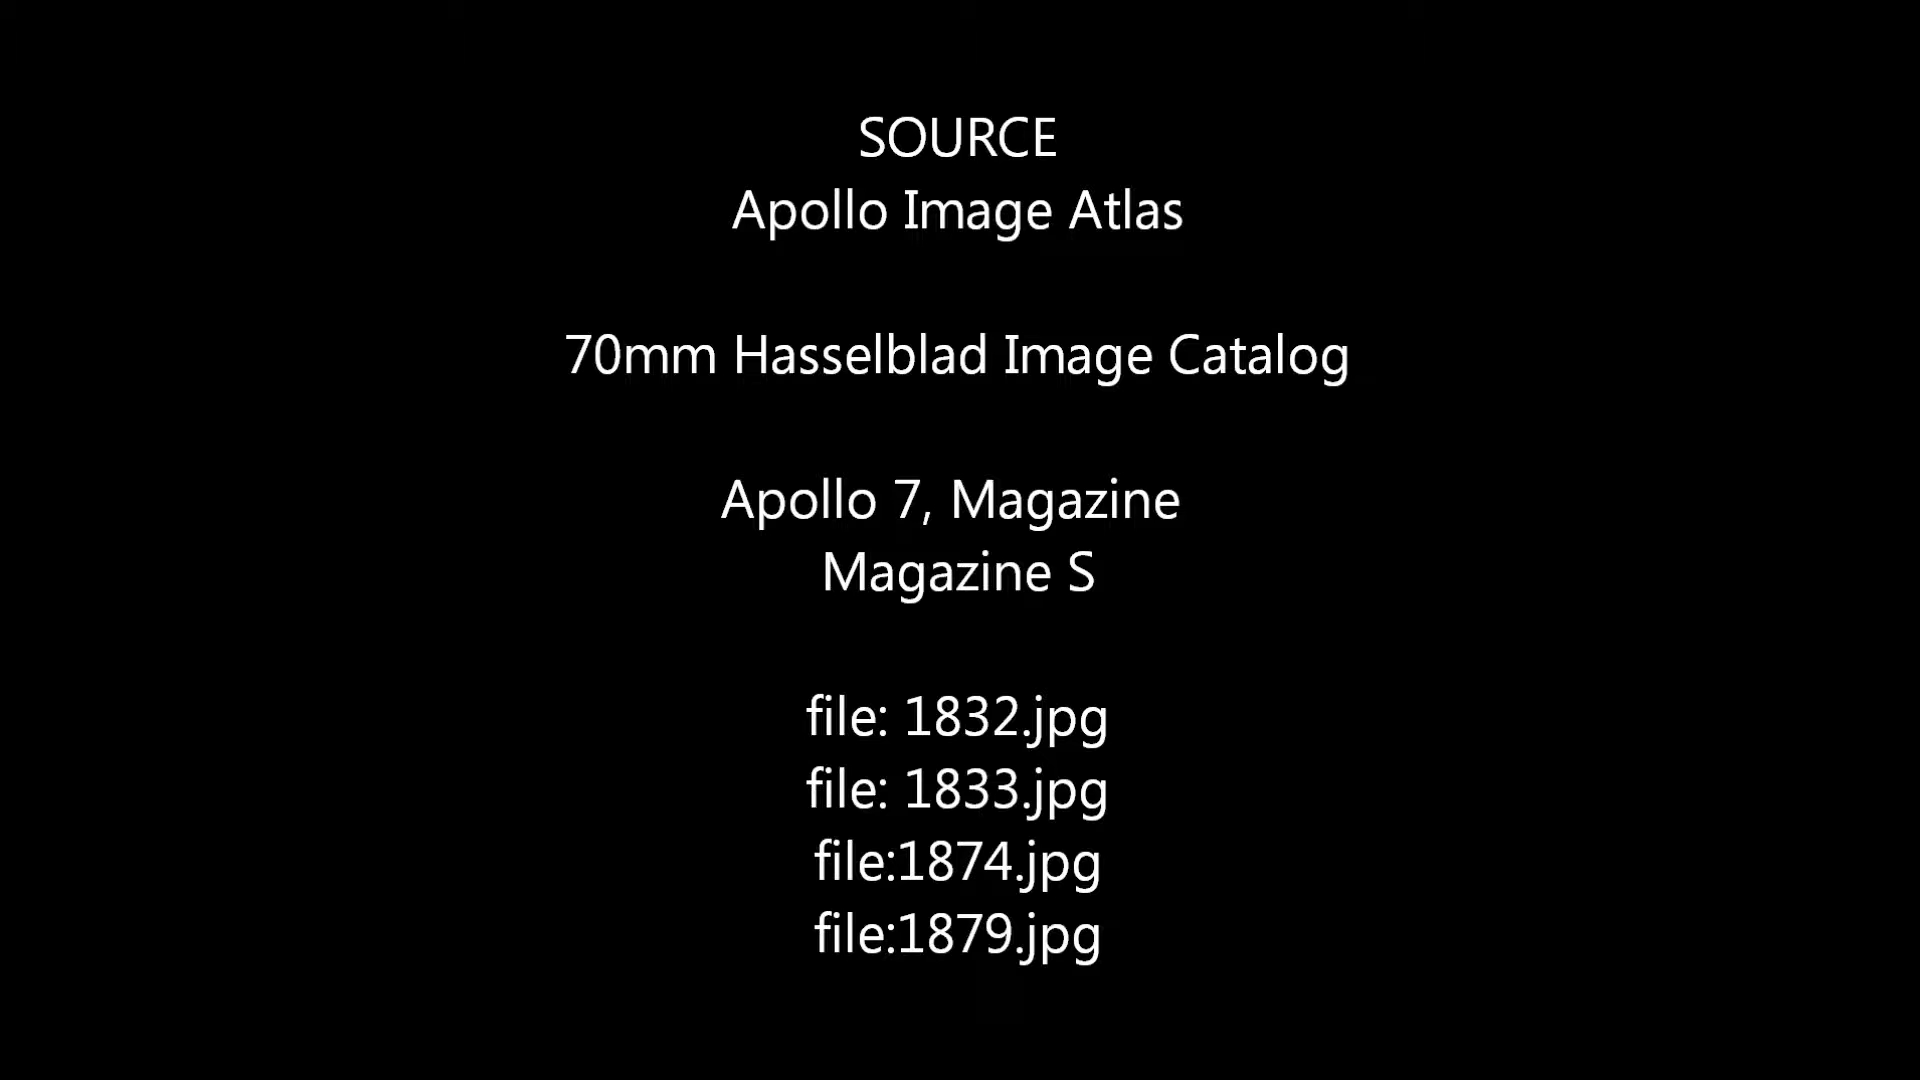 SOURCE
Apollo Image Atlas
70mm Hasselblad Image Catalog
Apollo 7, Magazine
Magazine S
file: 1832.jpg
file: 1833.jpg
file:1874.jpg
file:1879.jpg